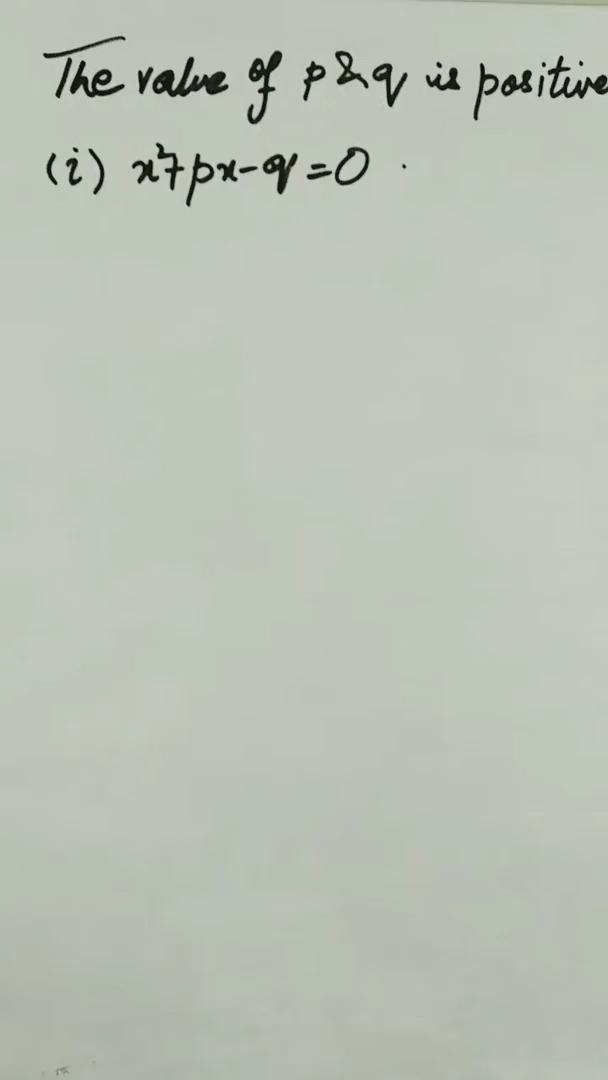 The value of p & q is positive
(i) x²+px-q=0.